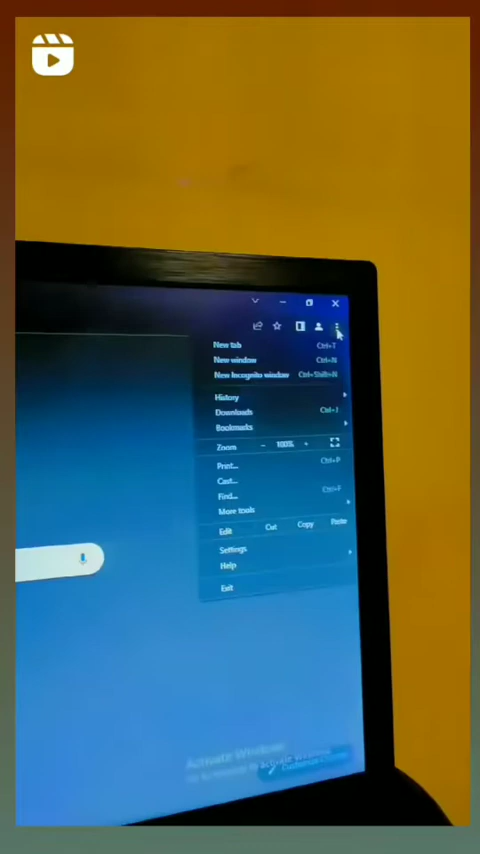 New tab Ctrl+T
New window Ctrl+N
New Incognito window Ctrl+Shift+N
History
Downloads Ctrl+J
Bookmarks
Zoom - 100% +
Print... Ctrl+P
Cast...
Find... Ctrl+F
More tools
Edit Cut Copy Paste
Settings
Help
Exit
Activate Windows